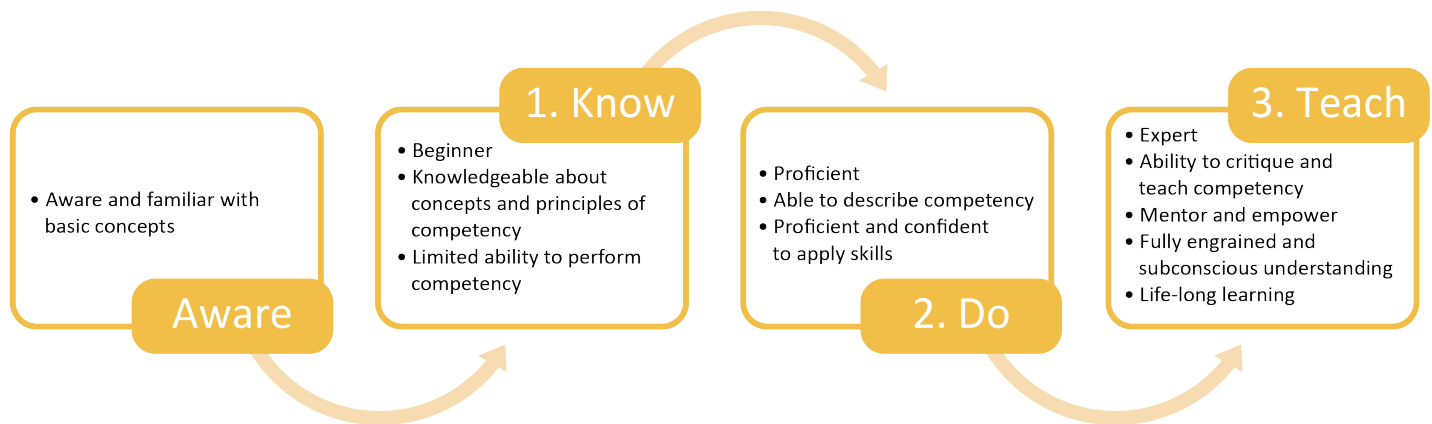 Aware
• Aware and familiar with
basic concepts
1. Know
• Beginner
• Knowledgeable about
concepts and principles of
competency
• Limited ability to perform
competency
2. Do
• Proficient
• Able to describe competency
• Proficient and confident
to apply skills
3. Teach
• Expert
• Ability to critique and
teach competency
• Mentor and empower
• Fully engrained and
subconscious understanding
• Life-long learning